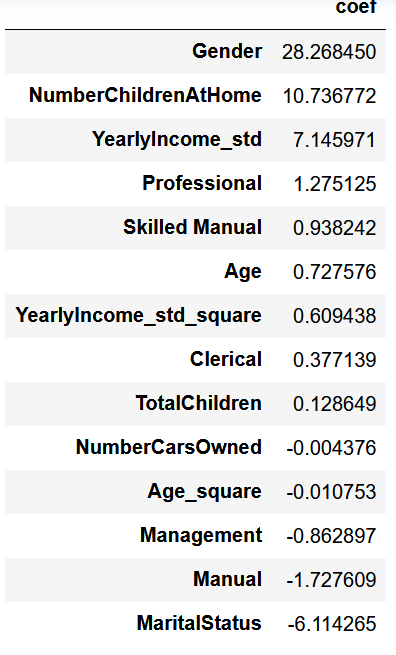 coef
Gender 28.268450
NumberChildrenAtHome 10.736772
YearlyIncome_std 7.145971
Professional 1.275125
Skilled Manual 0.938242
Age 0.727576
YearlyIncome_std_square 0.609438
Clerical 0.377139
TotalChildren 0.128649
NumberCarsOwned -0.004376
Age_square -0.010753
Management -0.862897
Manual -1.727609
MaritalStatus -6.114265